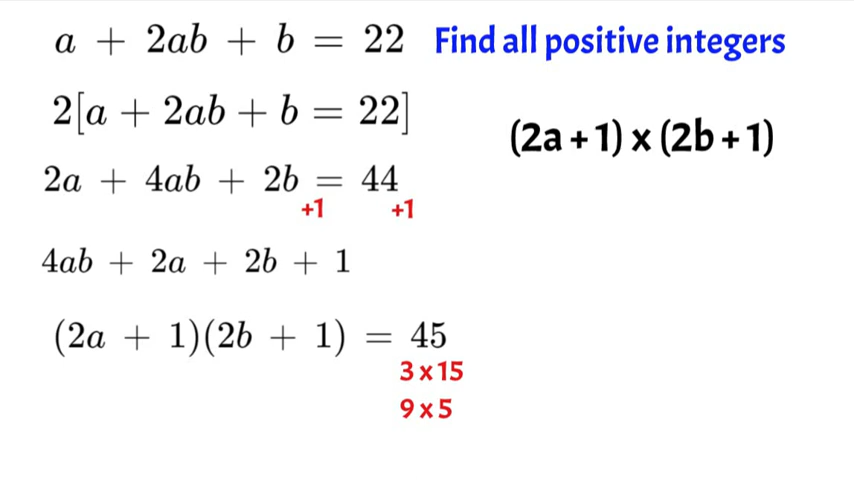 a + 2ab + b = 22 Find all positive integers
2[a + 2ab + b = 22]
(2a + 1) x (2b + 1)
2a + 4ab + 2b = 44
+1 +1
4ab + 2a + 2b + 1
(2a + 1)(2b + 1) = 45
3 x 15
9 x 5